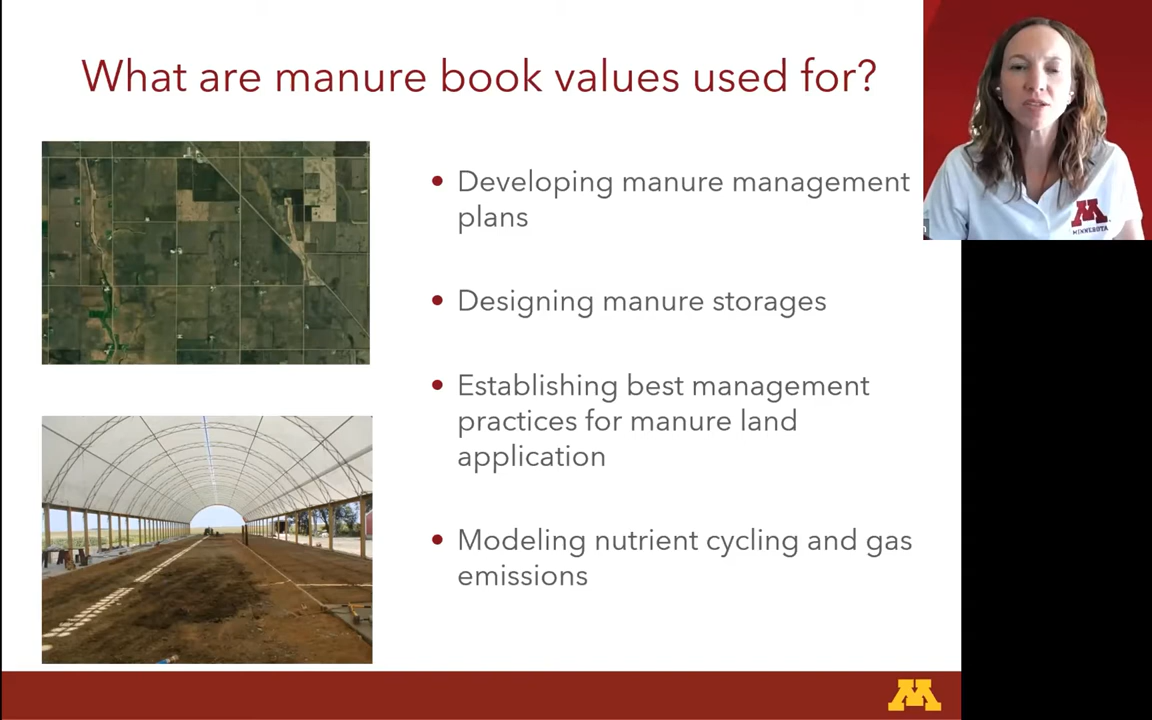 What are manure book values used for?
Developing manure management
plans
Designing manure storages
Establishing best management
practices for manure land
application
Modeling nutrient cycling and gas
emissions
M
MINNESOTA
M